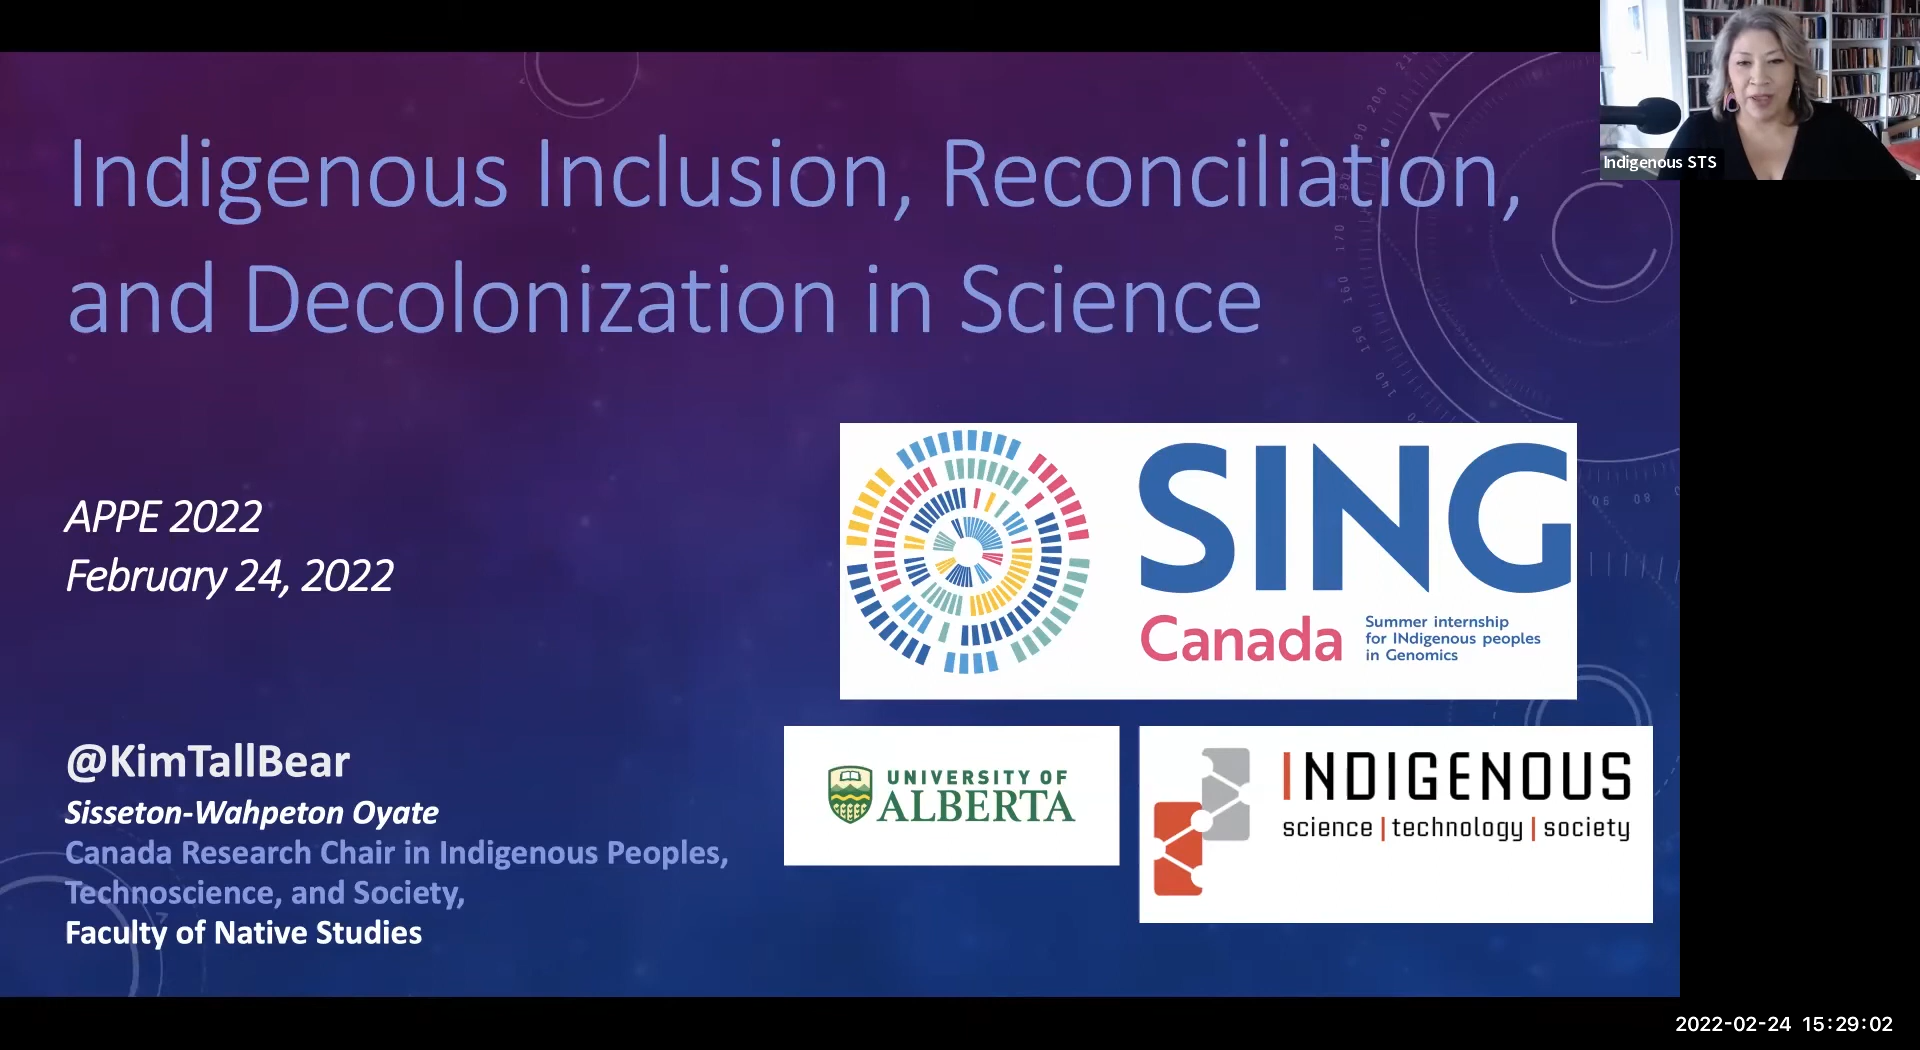 Indigenous Inclusion, Reconciliation,
and Decolonization in Science
Indigenous STS
APPE 2022
February 24, 2022
SING
Canada
Summer internship
for INdigenous peoples
in Genomics
@KimTallBear
Sisseton-Wahpeton Oyate
Canada Research Chair in Indigenous Peoples,
Technoscience, and Society,
Faculty of Native Studies
UNIVERSITY OF
ALBERTA
INDIGENOUS
science | technology | society
2022-02-24 15:29:02